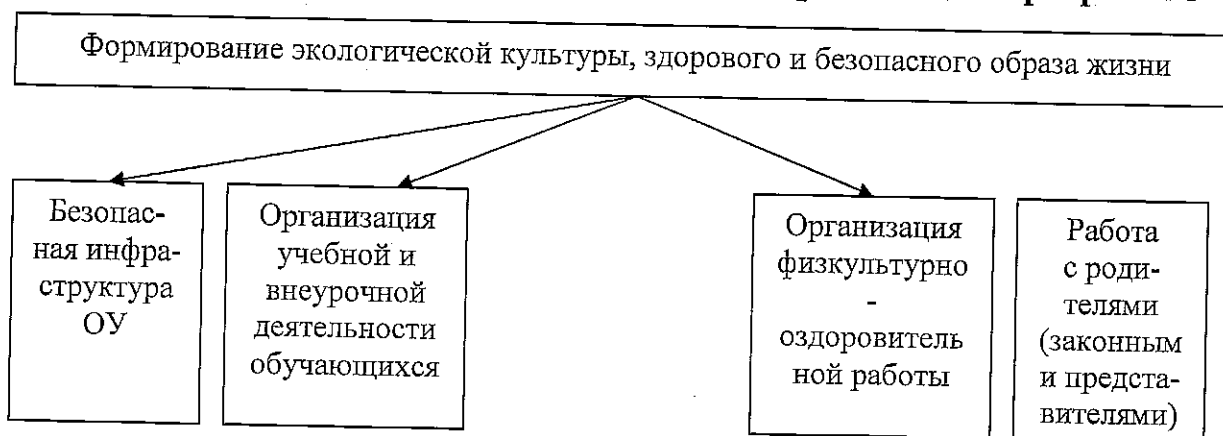 Формирование экологической культуры, здорового и безопасного образа жизни
Безопас-
ная инфра-
структура
ОУ
Организация
учебной и
внеурочной
деятельности
обучающихся
Организация
физкультурно
-
оздоровитель
ной работы
Работа
с роди-
телями
(законным
и предста-
вителями)